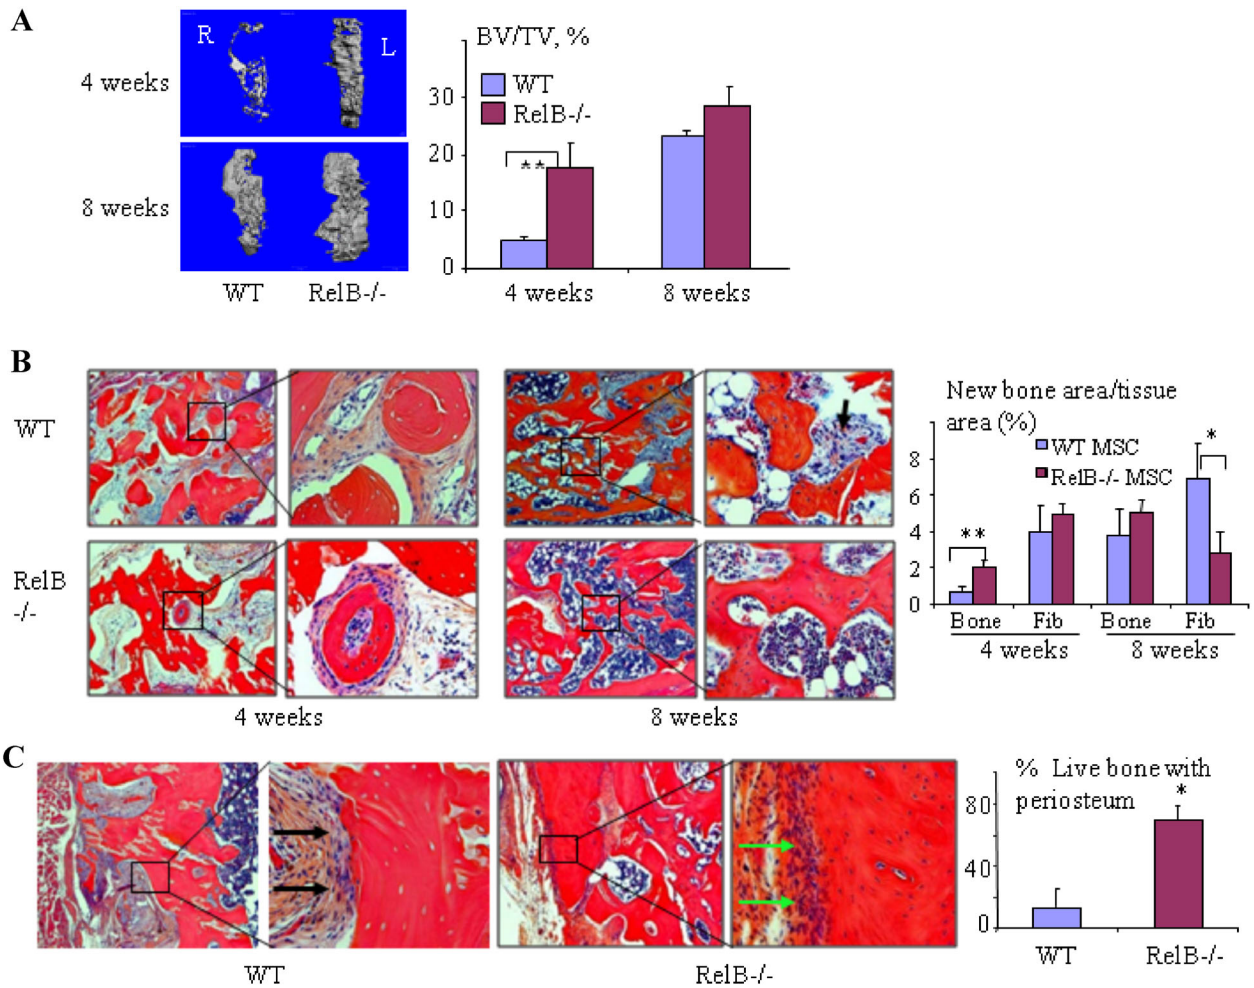 A
R
L
4 weeks
8 weeks
WT RelB-/-
BV/TV, %
WT
RelB-/-
**
30
20
10
0
4 weeks 8 weeks
B
WT
RelB
-/-
4 weeks
8 weeks
New bone area/tissue
area (%)
WT MSC
RelB-/- MSC
*
**
8
6
4
2
0
Bone Fib Bone Fib
4 weeks 8 weeks
C
WT
RelB-/-
% Live bone with
periosteum
*
80
40
0
WT RelB-/-